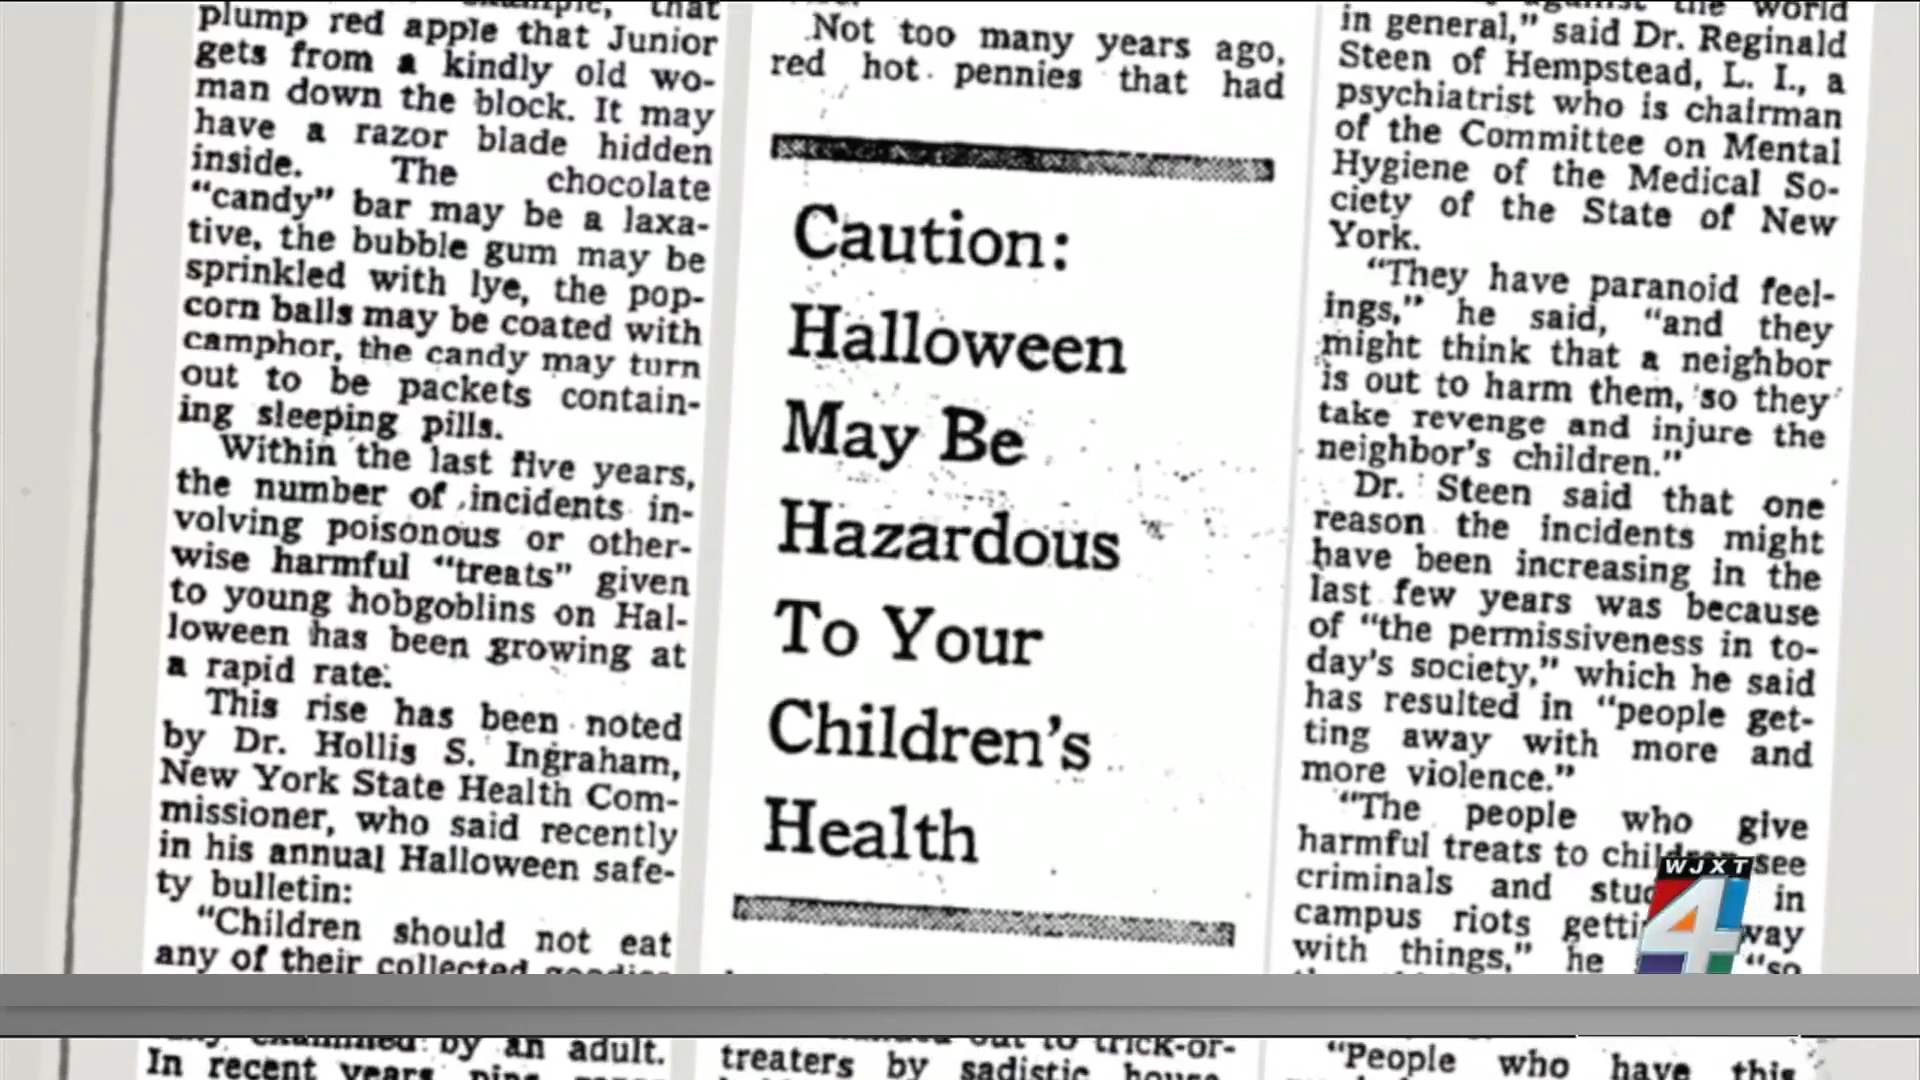 plump red apple that Junior
gets from a kindly old wo-
man down the block. It may
have a razor blade hidden
inside. The chocolate
“candy” bar may be a laxa-
tive, the bubble gum may be
sprinkled with lye, the pop-
corn balls may be coated with
camphor, the candy may turn
out to be packets contain-
ing sleeping pills.
Within the last five years,
the number of incidents in-
volving poisonous or other-
wise harmful “treats” given
to young hobgoblins on Hal-
loween has been growing at
a rapid rate.
This rise has been noted
by Dr. Hollis S. Ingraham,
New York State Health Com-
missioner, who said recently
in his annual Halloween safe-
ty bulletin:
“Children should not eat
any of their collected goodies
examined by an adult.
In recent years, pins,
Not too many years ago,
red hot pennies that had
Caution:
Halloween
May Be
Hazardous
To Your
Children’s
Health
out to trick-or-
treaters by sadistic house-
the world
in general,” said Dr. Reginald
Steen of Hempstead, L. I., a
psychiatrist who is chairman
of the Committee on Mental
Hygiene of the Medical So-
ciety of the State of New
York.
“They have paranoid feel-
ings,” he said, “and they
might think that a neighbor
is out to harm them, so they
take revenge and injure the
neighbor’s children.”
Dr. Steen said that one
reason the incidents might
have been increasing in the
last few years was because
of “the permissiveness in to-
day’s society,” which he said
has resulted in “people get-
ting away with more and
more violence.”
“The people who give
harmful treats to children see
criminals and in
campus riots
with things,” he “so
“People who have this
WJXT
4